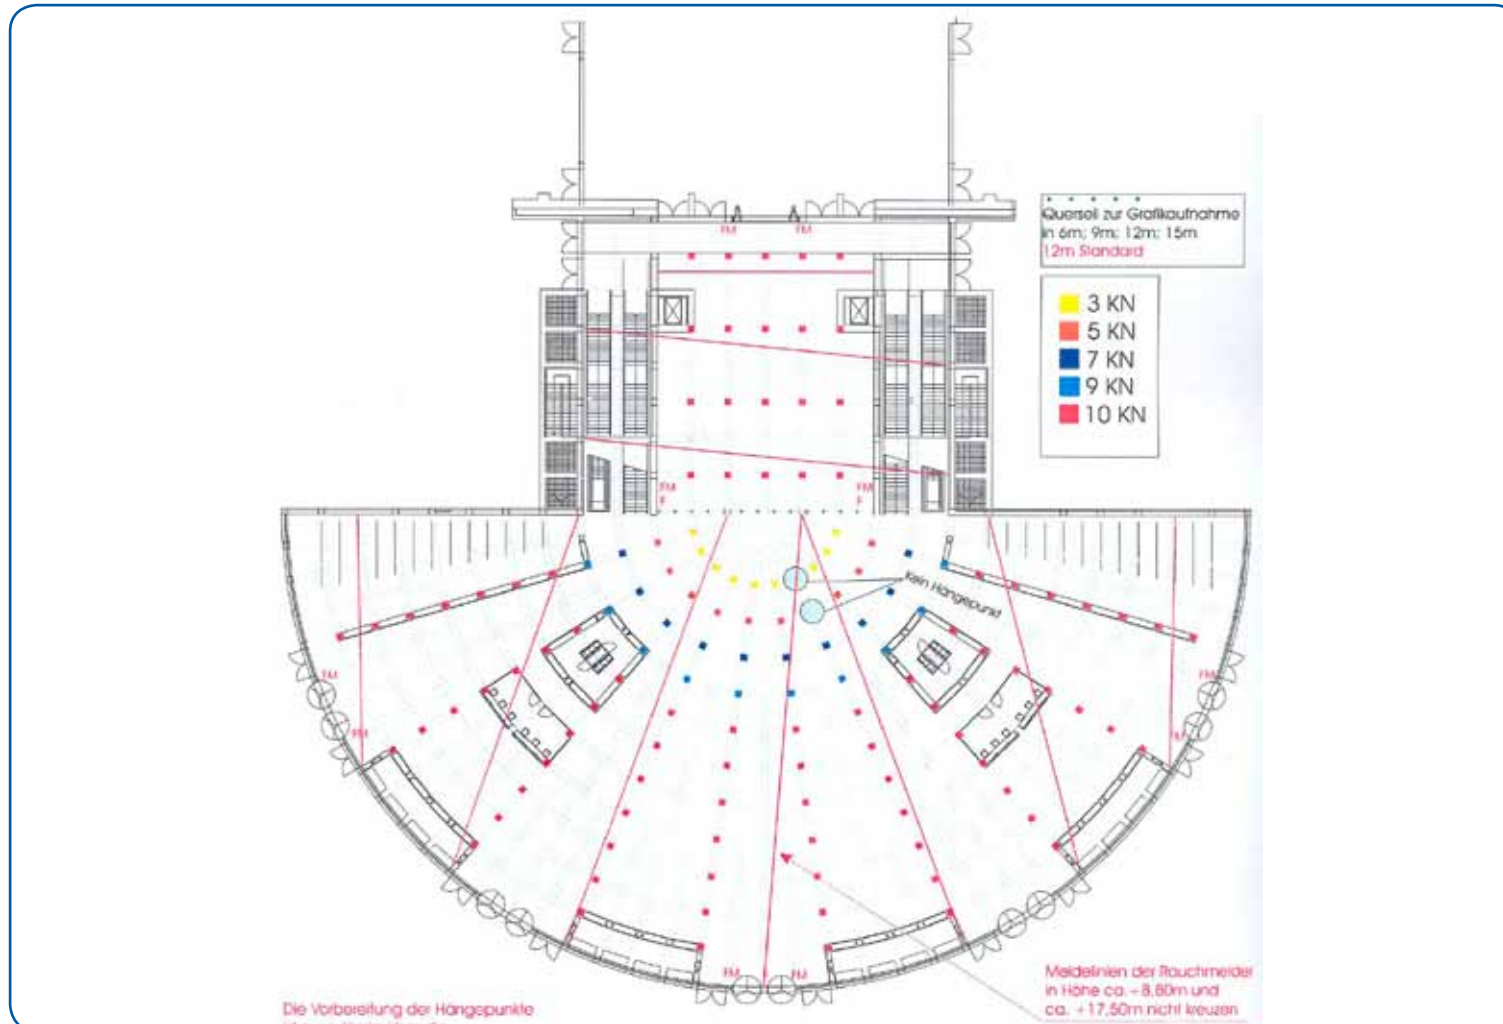 FM FM
Querseil zur Grafikaufnahme
in 6m; 9m; 12m; 15m
12m Standard
3 KN
5 KN
7 KN
9 KN
10 KN
FM FM
F F
Kein Hängepunkt
FM FM
FM FM
FM FM
Meldelinien der Rauchmelder
in Höhe ca. +8,80m und
ca. +17,50m nicht kreuzen
Die Vorbereitung der Hängepunkte